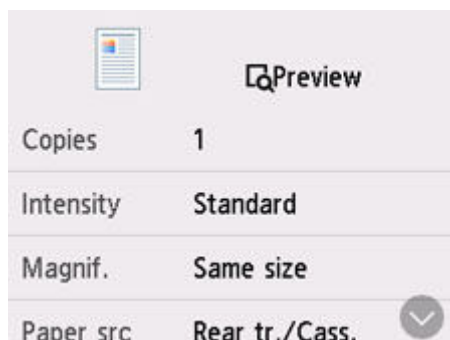 Preview
Copies 1
Intensity Standard
Magnif. Same size
Paper src Rear tr./Cass.